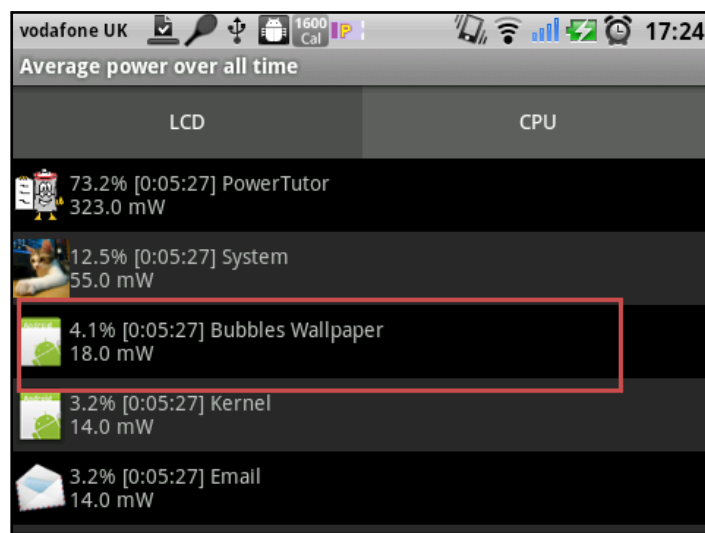 vodafone UK
1600
Cal
IP
17:24
Average power over all time
LCD
CPU
73.2% [0:05:27] PowerTutor
323.0 mW
12.5% [0:05:27] System
55.0 mW
4.1% [0:05:27] Bubbles Wallpaper
18.0 mW
3.2% [0:05:27] Kernel
14.0 mW
3.2% [0:05:27] Email
14.0 mW